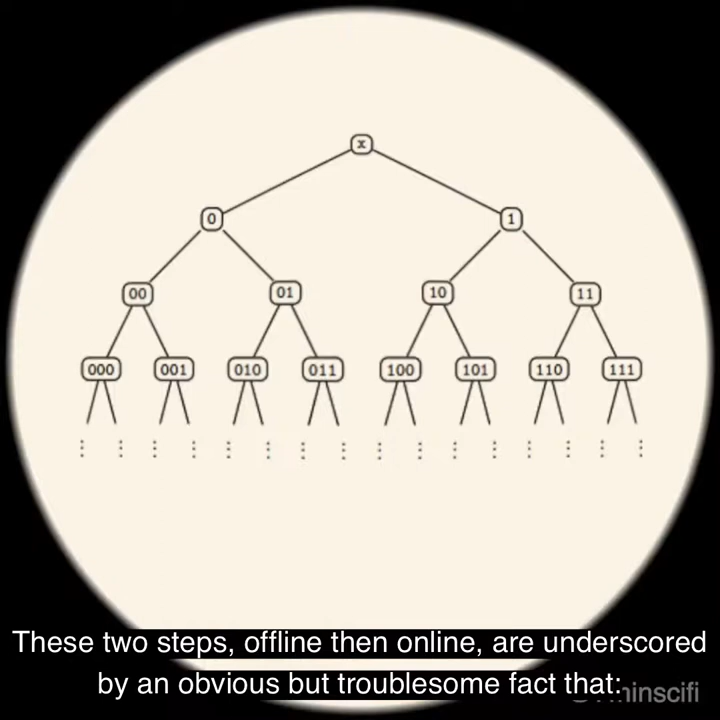 x
0 1
00 01 10 11
000 001 010 011 100 101 110 111
These two steps, offline then online, are underscored
by an obvious but troublesome fact that: